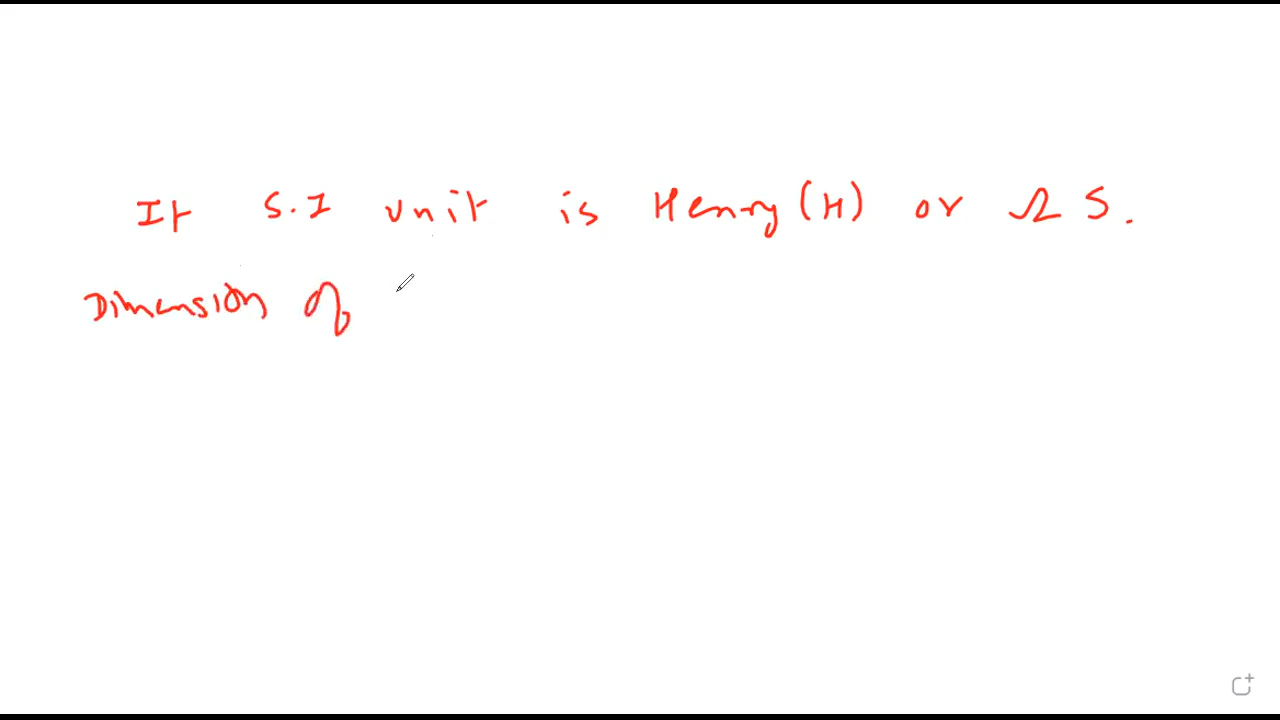 It S.I unit is Henry (H) or Ω S.
Dimension of